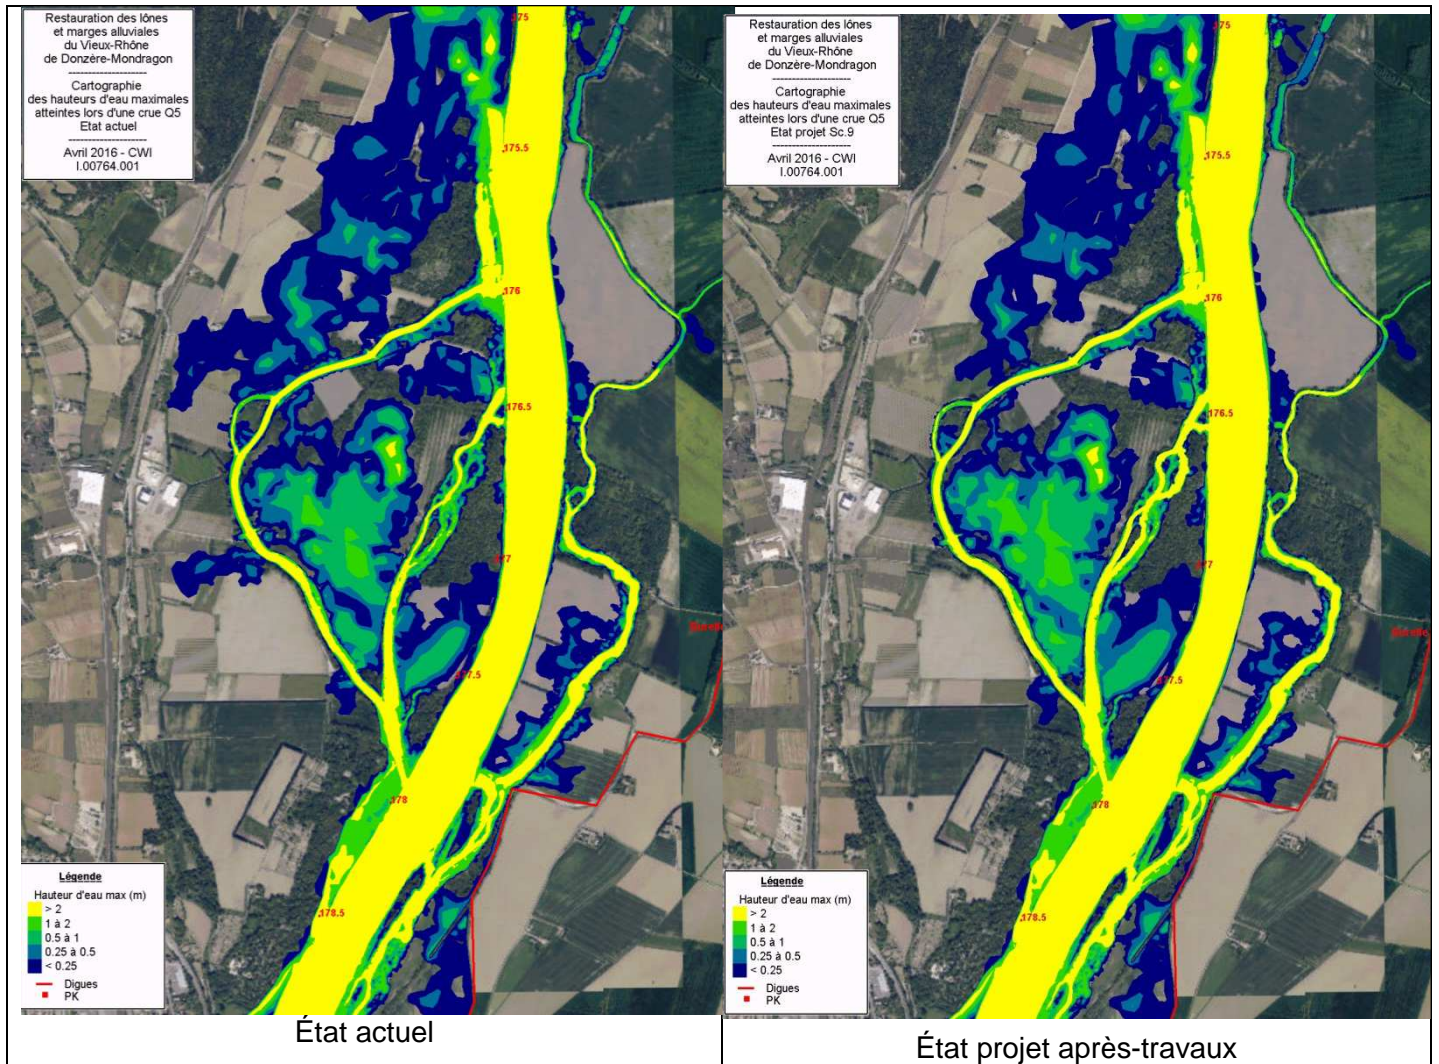 Restauration des lônes
et marges alluviales
du Vieux-Rhône
de Donzère-Mondragon
--------------------
Cartographie
des hauteurs d'eau maximales
atteintes lors d'une crue Q5
Etat actuel
--------------------
Avril 2016 - CWI
I.00764.001
175
175.5
176
176.5
177.5
178
178.5
Légende
Hauteur d'eau max (m)
> 2
1 à 2
0.5 à 1
0.25 à 0.5
< 0.25
Digues
PK
État actuel
Restauration des lônes
et marges alluviales
du Vieux-Rhône
de Donzère-Mondragon
--------------------
Cartographie
des hauteurs d'eau maximales
atteintes lors d'une crue Q5
Etat projet Sc.9
--------------------
Avril 2016 - CWI
I.00764.001
175
175.5
176
176.5
177.5
178
178.5
Légende
Hauteur d'eau max (m)
> 2
1 à 2
0.5 à 1
0.25 à 0.5
< 0.25
Digues
PK
État projet après-travaux